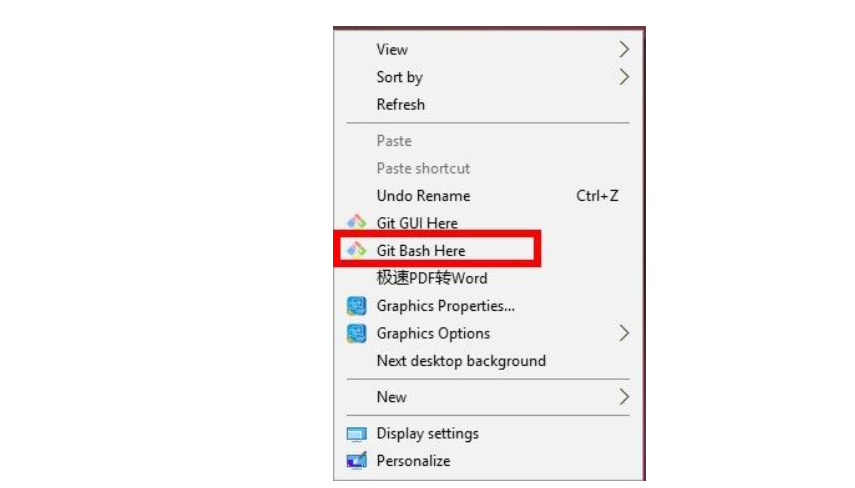 View
Sort by
Refresh
Paste
Paste shortcut
Undo Rename Ctrl+Z
Git GUI Here
Git Bash Here
极速PDF转Word
Graphics Properties...
Graphics Options
Next desktop background
New
Display settings
Personalize